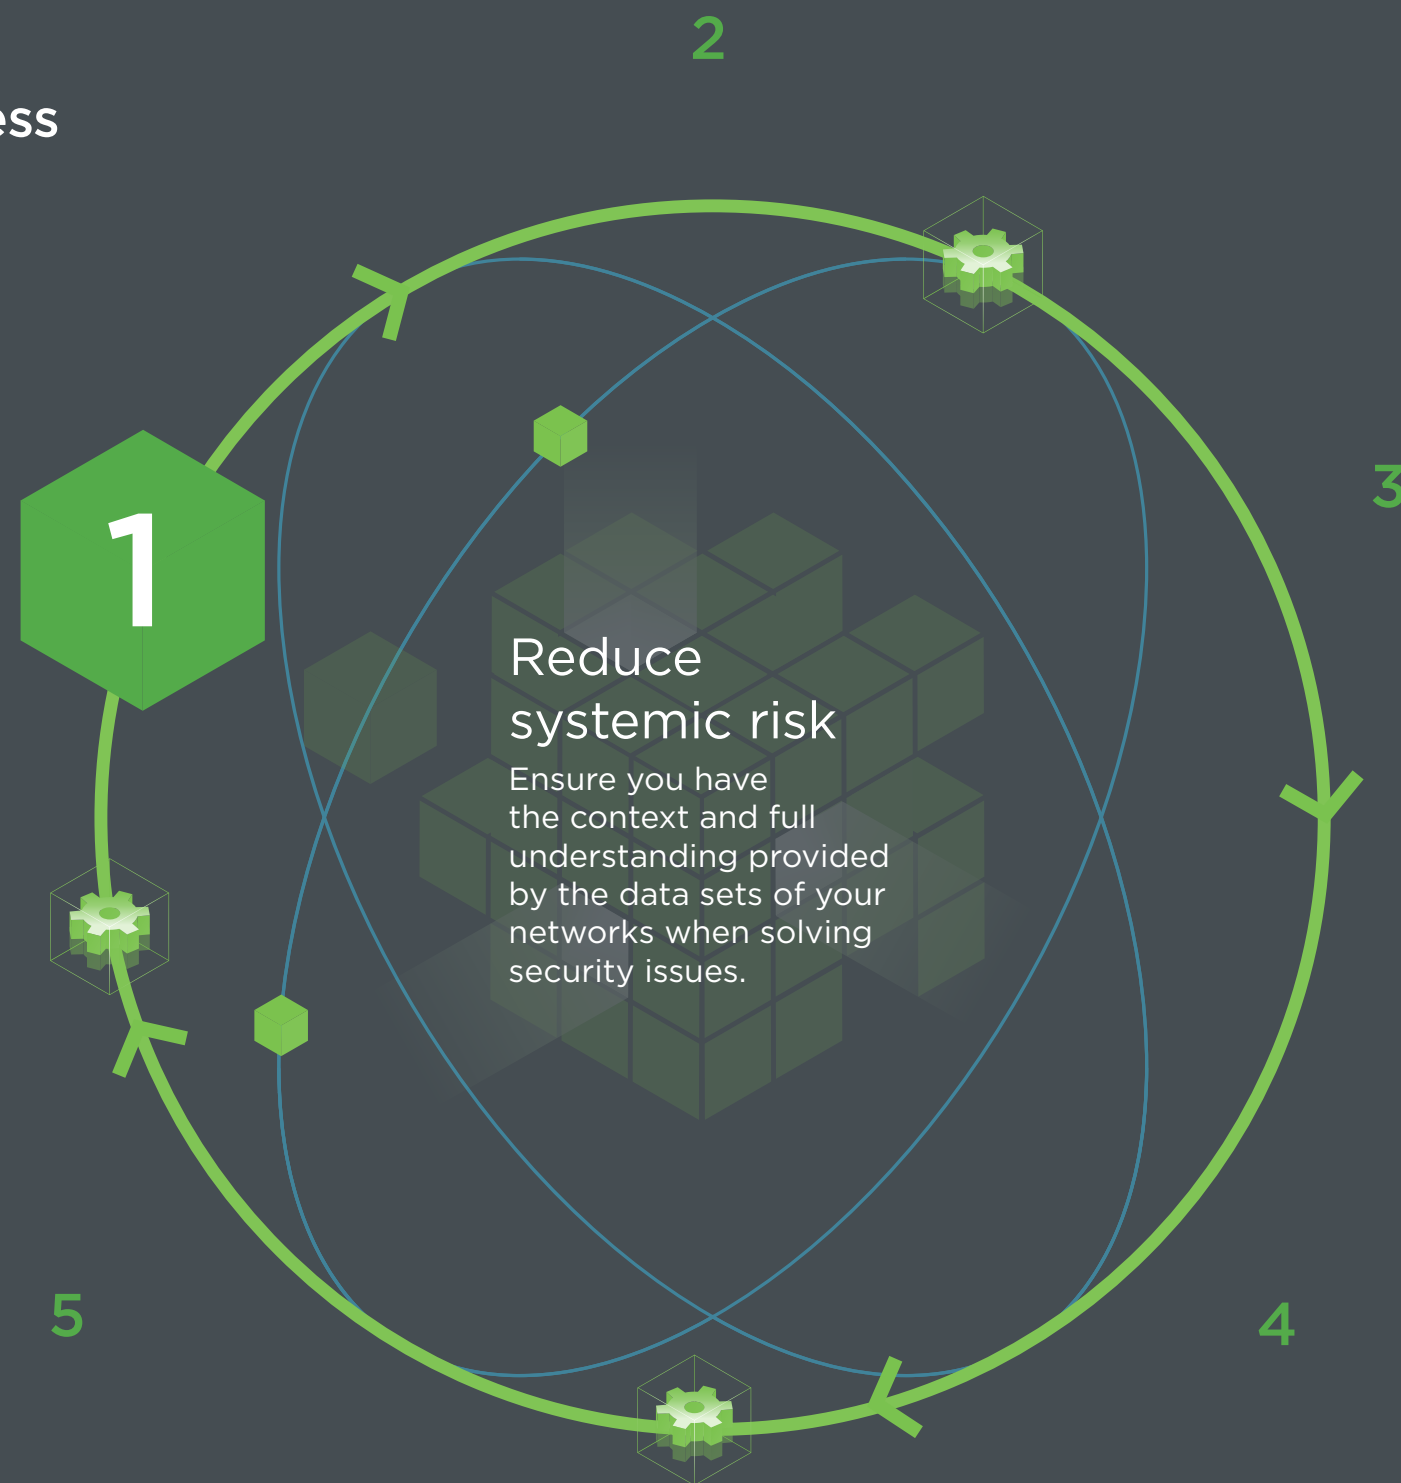 2
ess
3
1
Reduce
systemic risk
Ensure you have
the context and full
understanding provided
by the data sets of your
networks when solving
security issues.
5
4